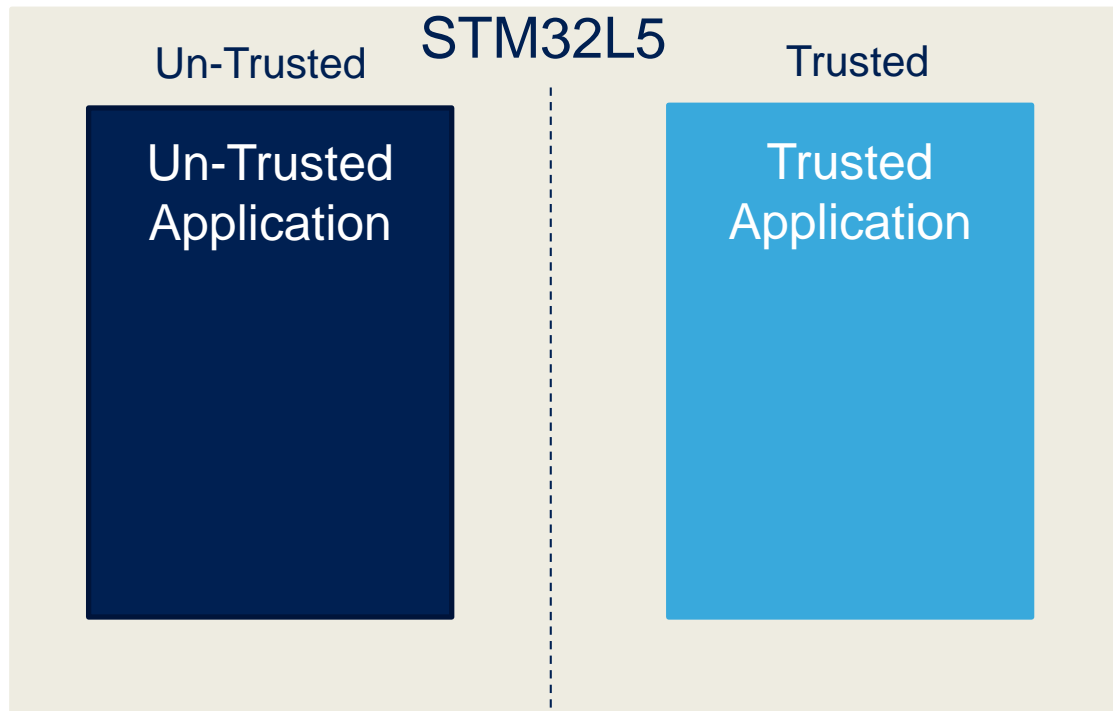 STM32L5
Un-Trusted
Trusted
Un-Trusted
Application
Trusted
Application